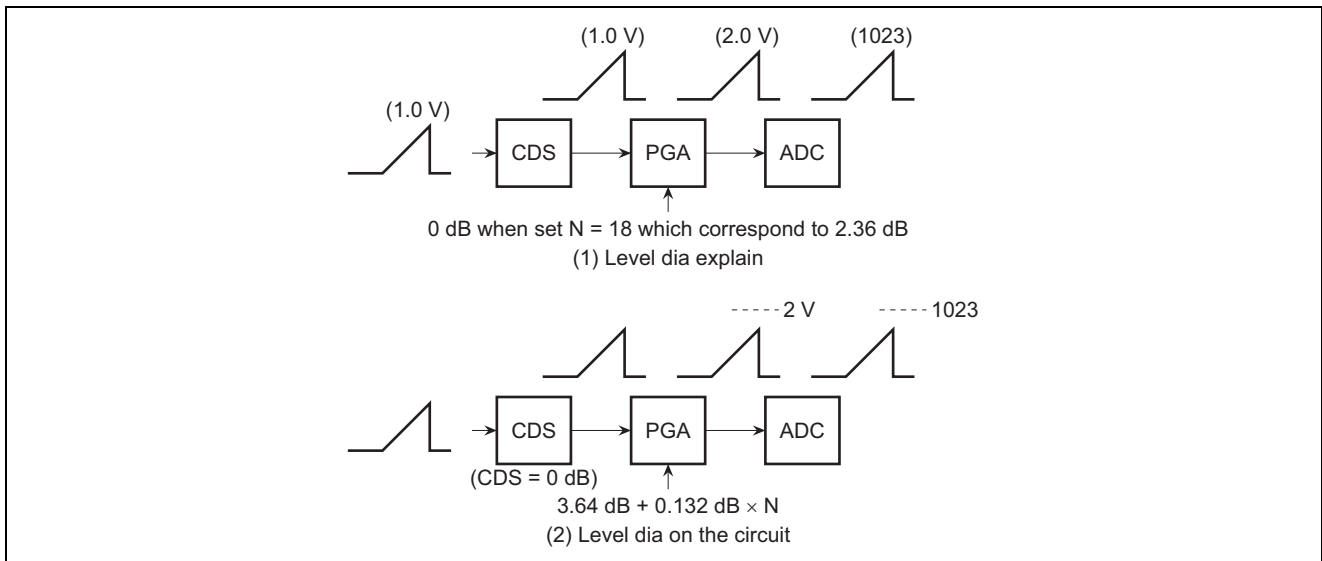 (1.0 V) (2.0 V) (1023)
(1.0 V)
CDS PGA ADC
0 dB when set N = 18 which correspond to 2.36 dB
(1) Level dia explain
2 V 1023
CDS PGA ADC
(CDS = 0 dB)
3.64 dB + 0.132 dB × N
(2) Level dia on the circuit